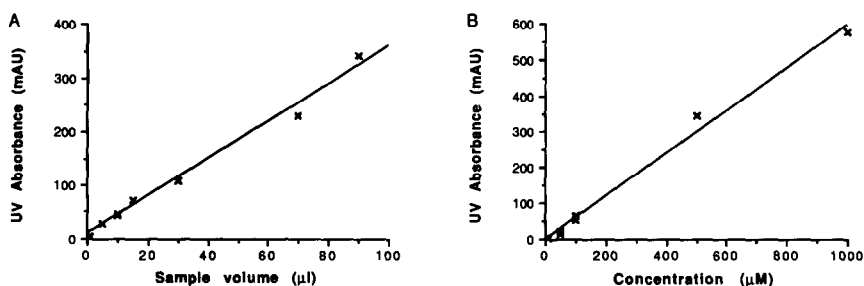 A
UV Absorbance (mAU)
400
300
200
100
0
0 20 40 60 80 100
Sample volume (µl)
B
UV Absorbance (mAU)
600
500
400
300
200
100
0
0 200 400 600 800 1000
Concentration (µM)